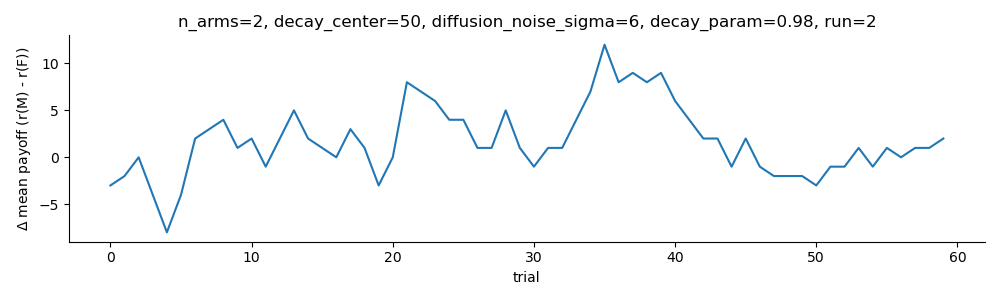 n_arms=2, decay_center=50, diffusion_noise_sigma=6, decay_param=0.98, run=2
Δ mean payoff (r(M) - r(F))
10
5
0
−5
0 10 20 30 40 50 60
trial